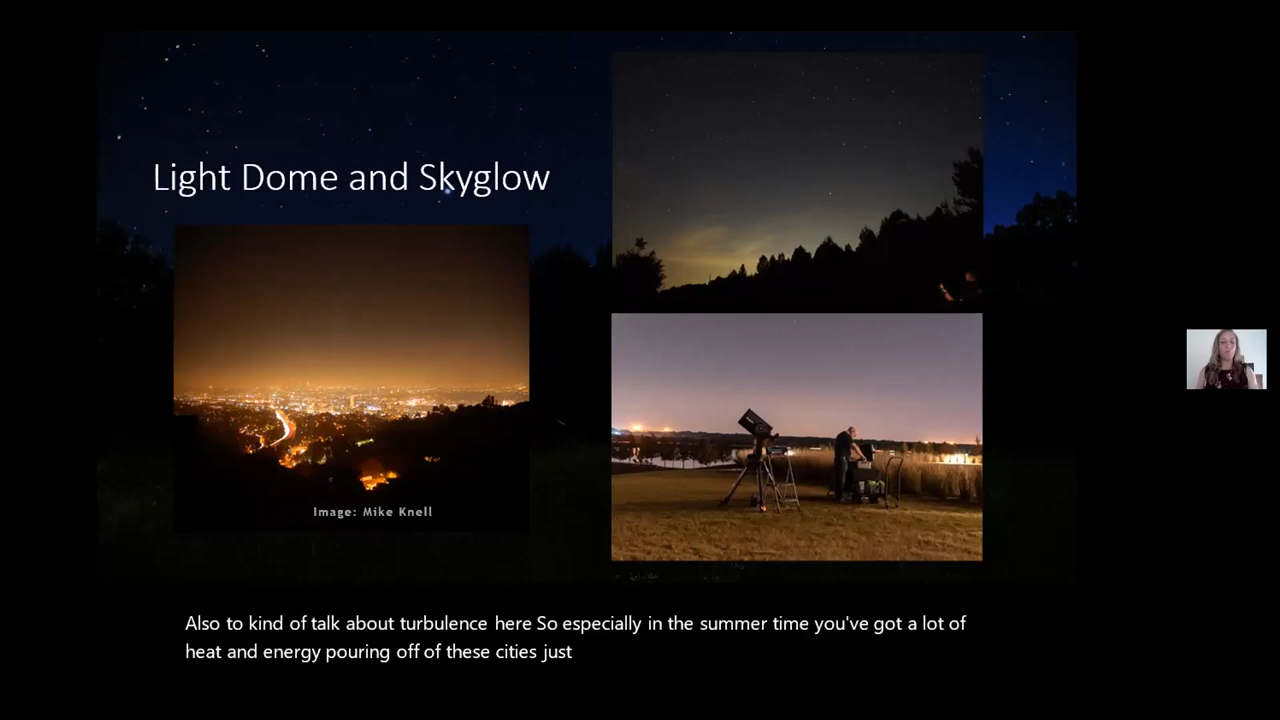 Light Dome and Skyglow
Image: Mike Knell
Also to kind of talk about turbulence here So especially in the summer time you've got a lot of
heat and energy pouring off of these cities just